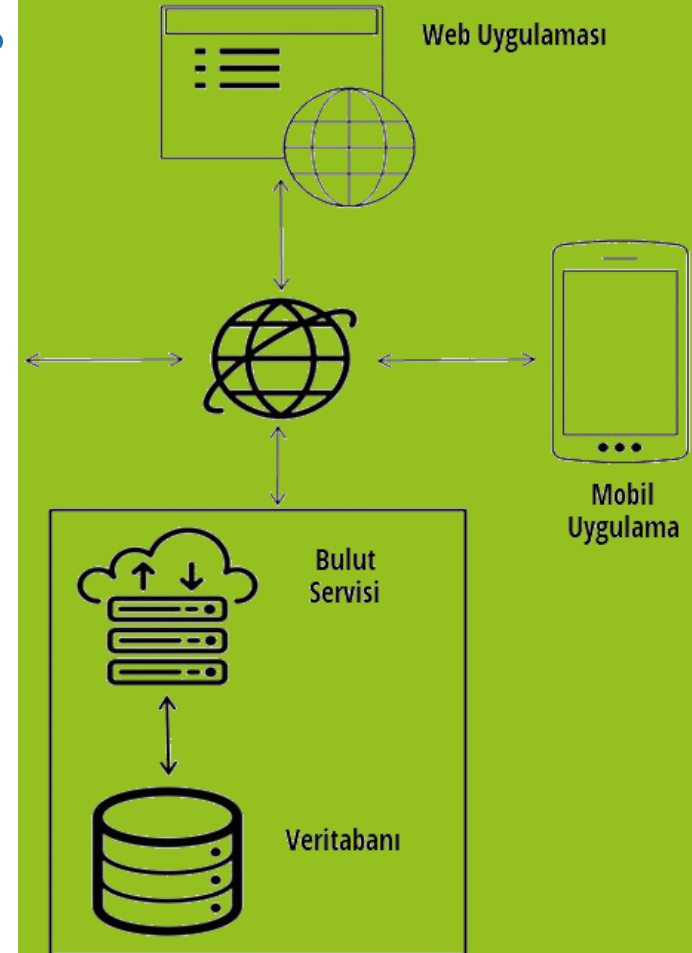 Web Uygulaması
Mobil
Uygulama
Bulut
Servisi
Veritabanı